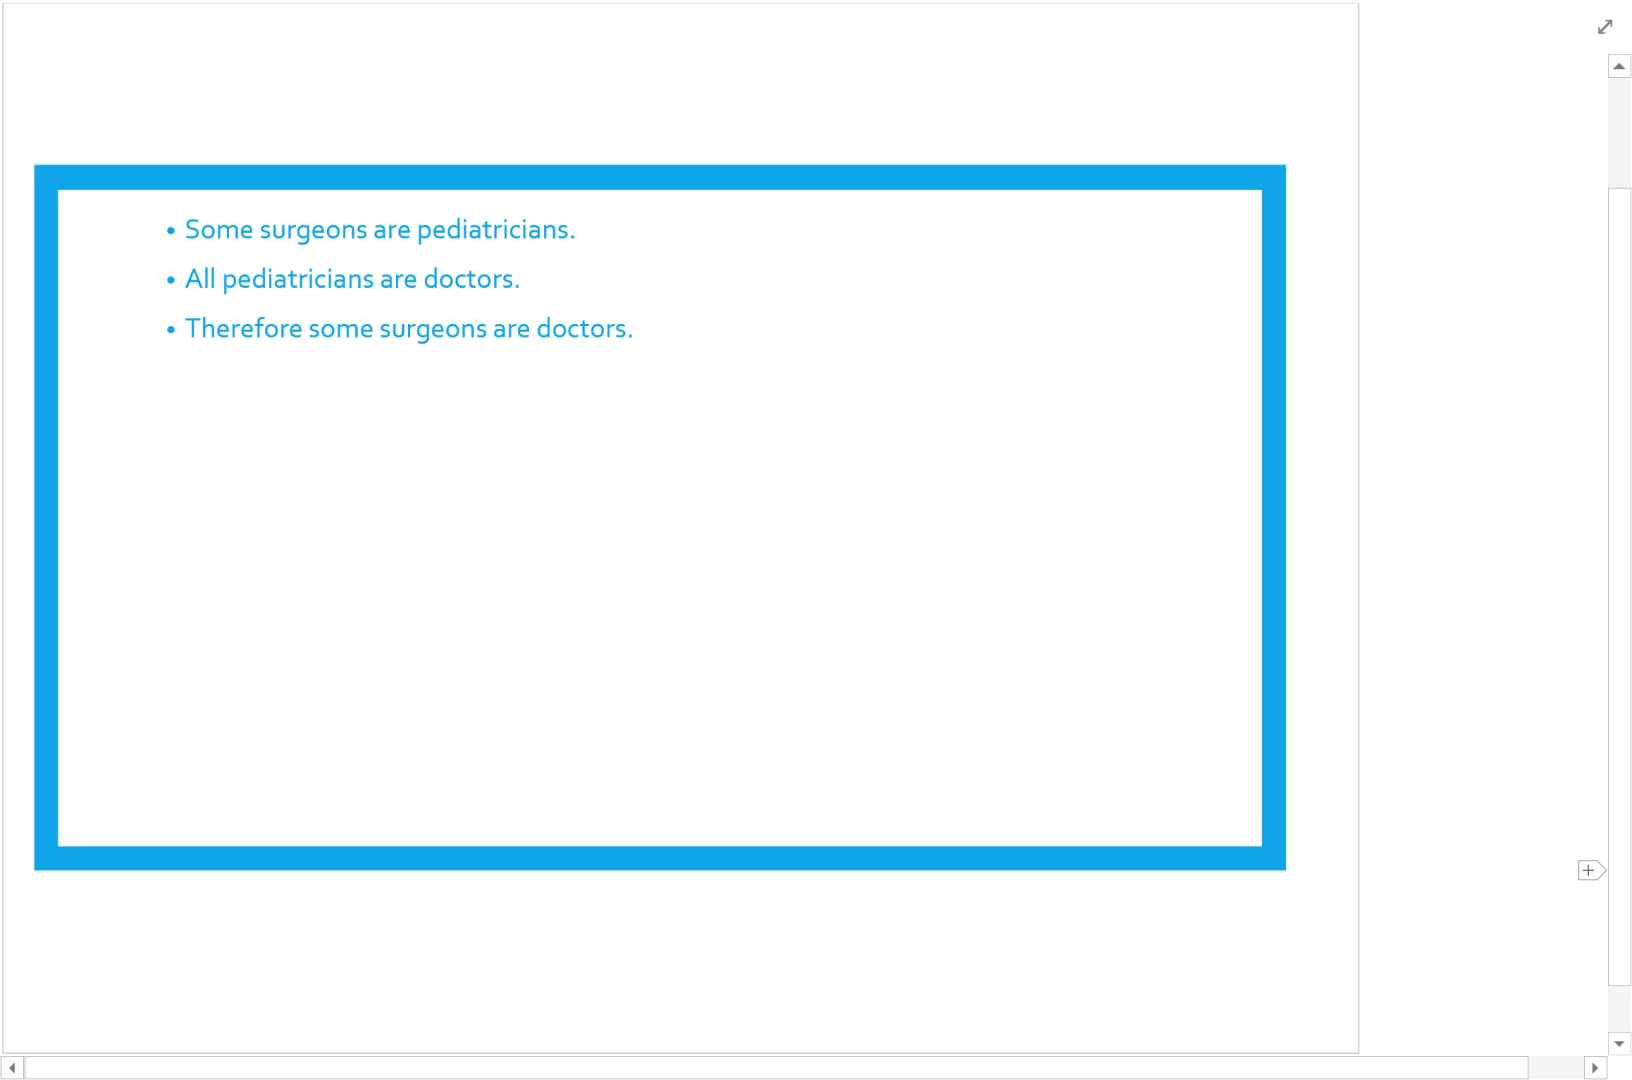 • Some surgeons are pediatricians.
• All pediatricians are doctors.
• Therefore some surgeons are doctors.